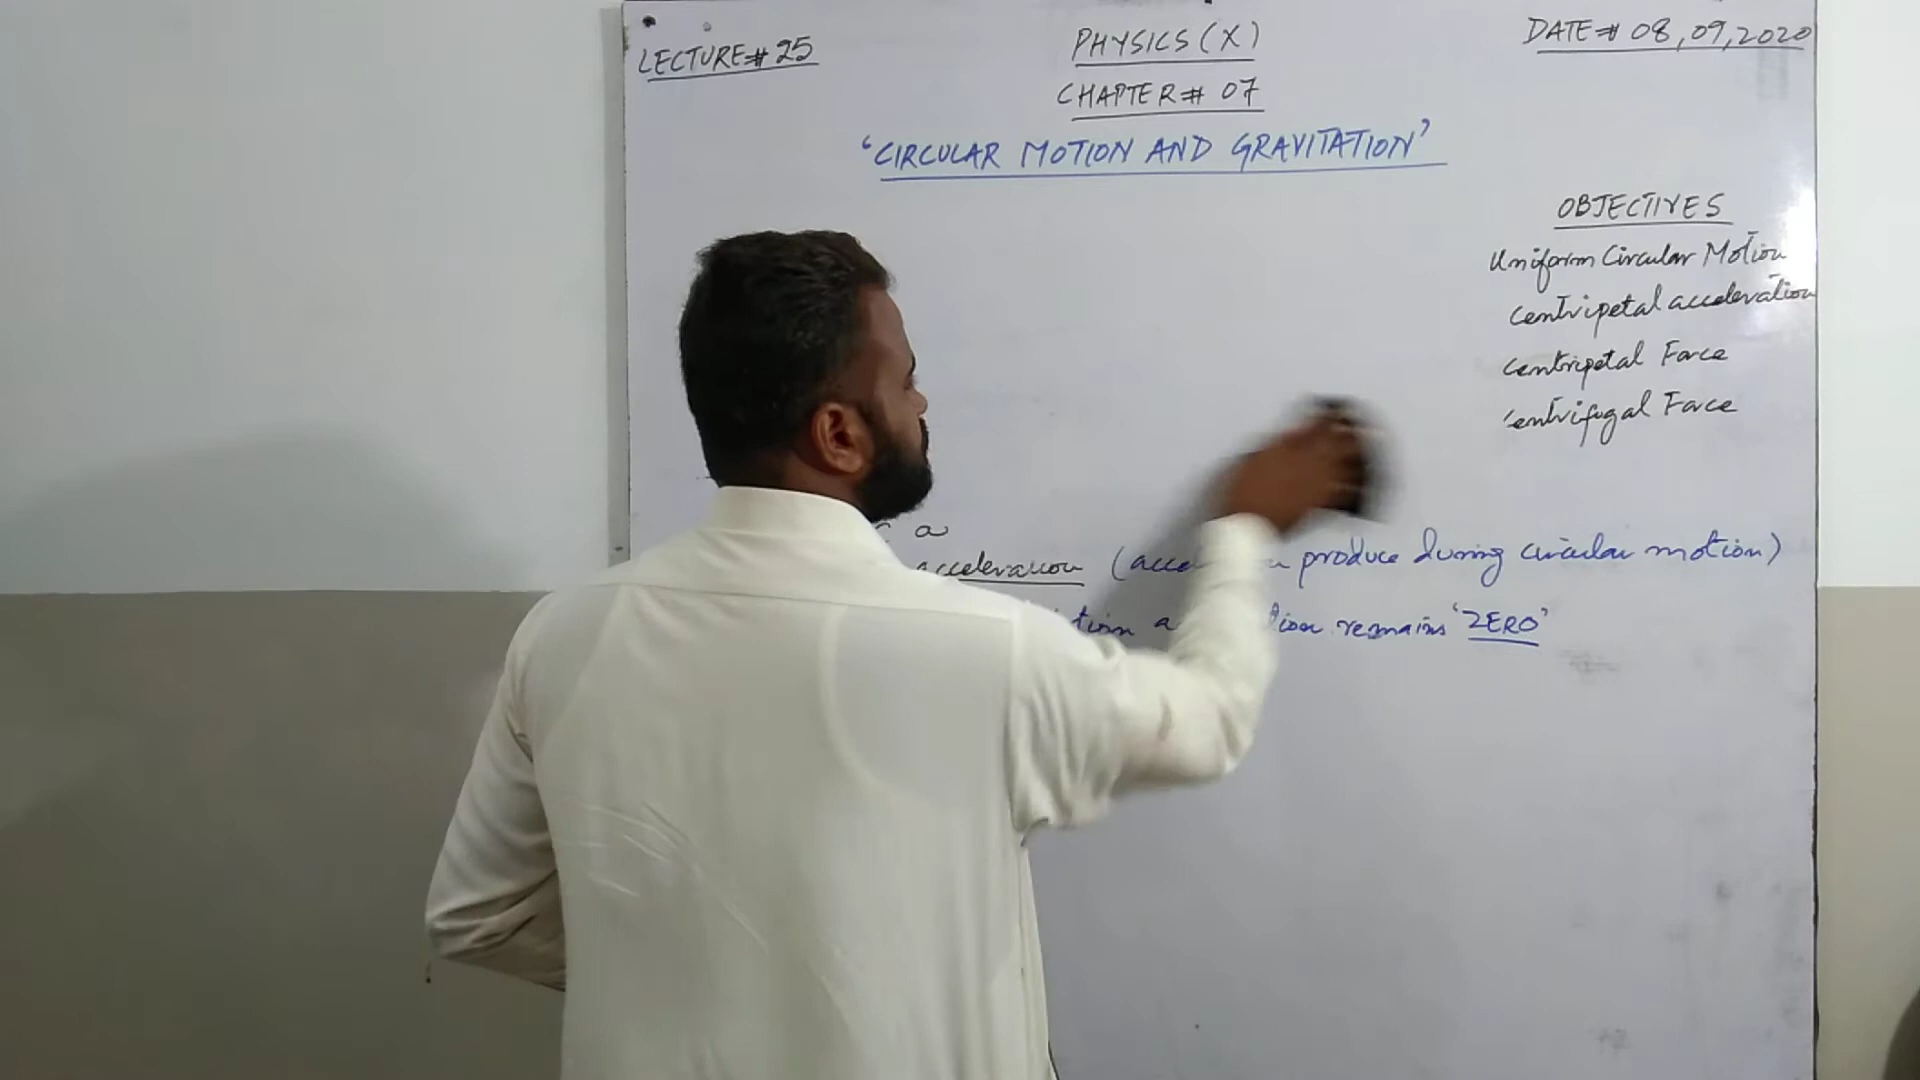 LECTURE# 25
PHYSICS (X)
DATE# 08,09,2020
CHAPTER# 07
'CIRCULAR MOTION AND GRAVITATION'
OBJECTIVES
Uniform Circular Motion
Centripetal acceleration
Centripetal Force
Centrifugal Force
a
acceleration ( produce during circular motion)
remains 'ZERO'